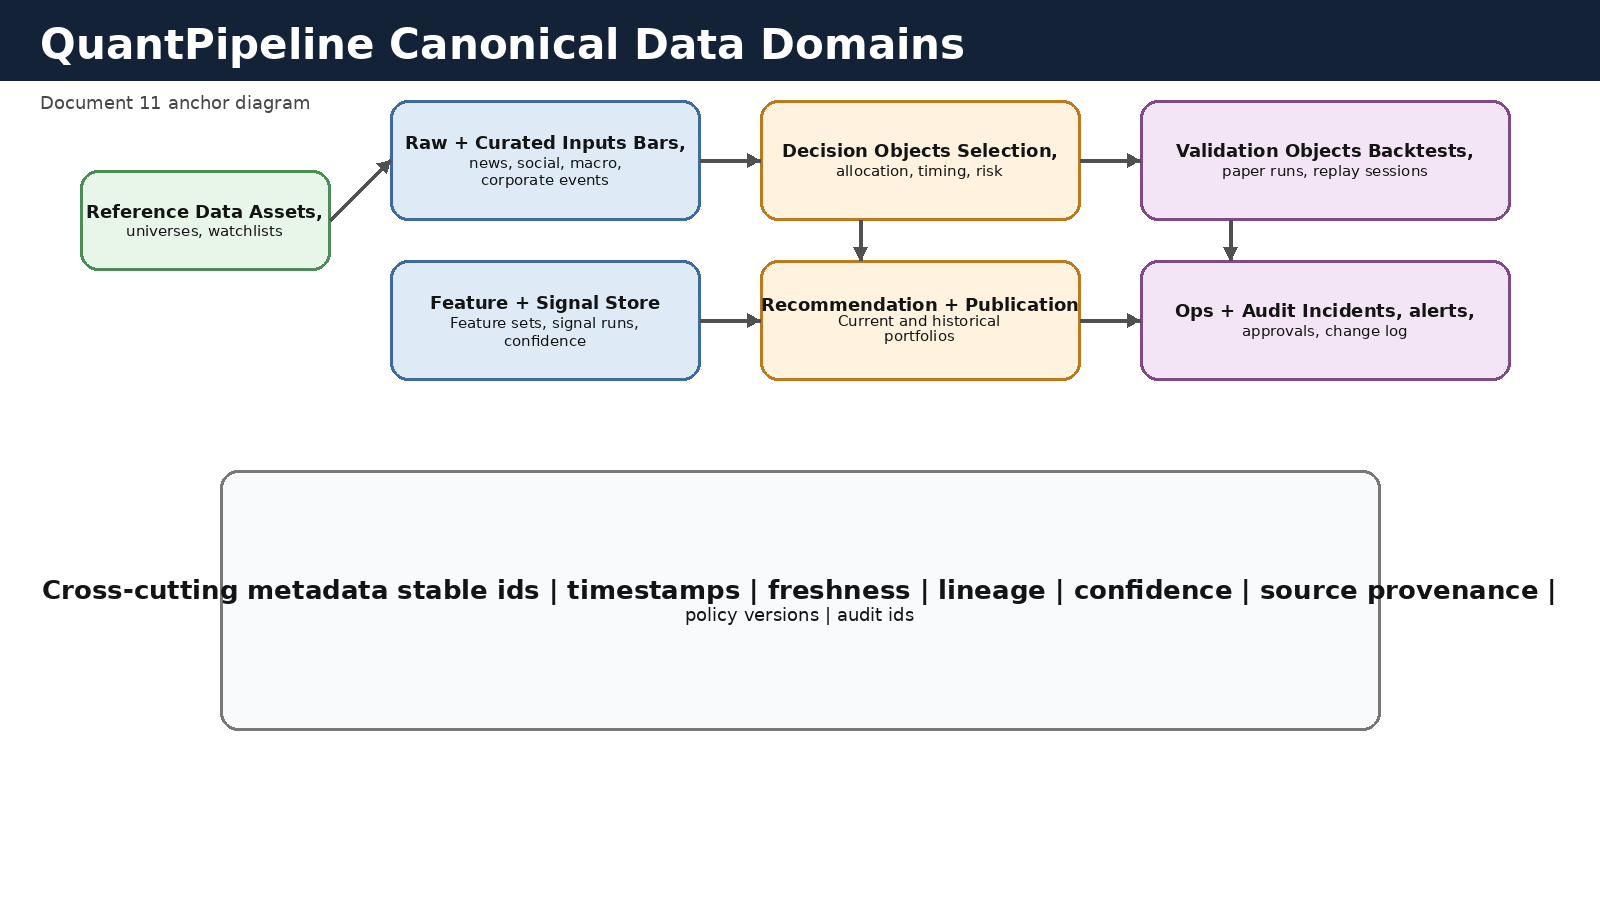 QuantPipeline Canonical Data Domains
Document 11 anchor diagram
Reference Data Assets,
universes, watchlists
Raw + Curated Inputs Bars,
news, social, macro,
corporate events
Decision Objects Selection,
allocation, timing, risk
Validation Objects Backtests,
paper runs, replay sessions
Feature + Signal Store
Feature sets, signal runs,
confidence
Recommendation + Publication
Current and historical
portfolios
Ops + Audit Incidents, alerts,
approvals, change log
Cross-cutting metadata stable ids | timestamps | freshness | lineage | confidence | source provenance |
policy versions | audit ids